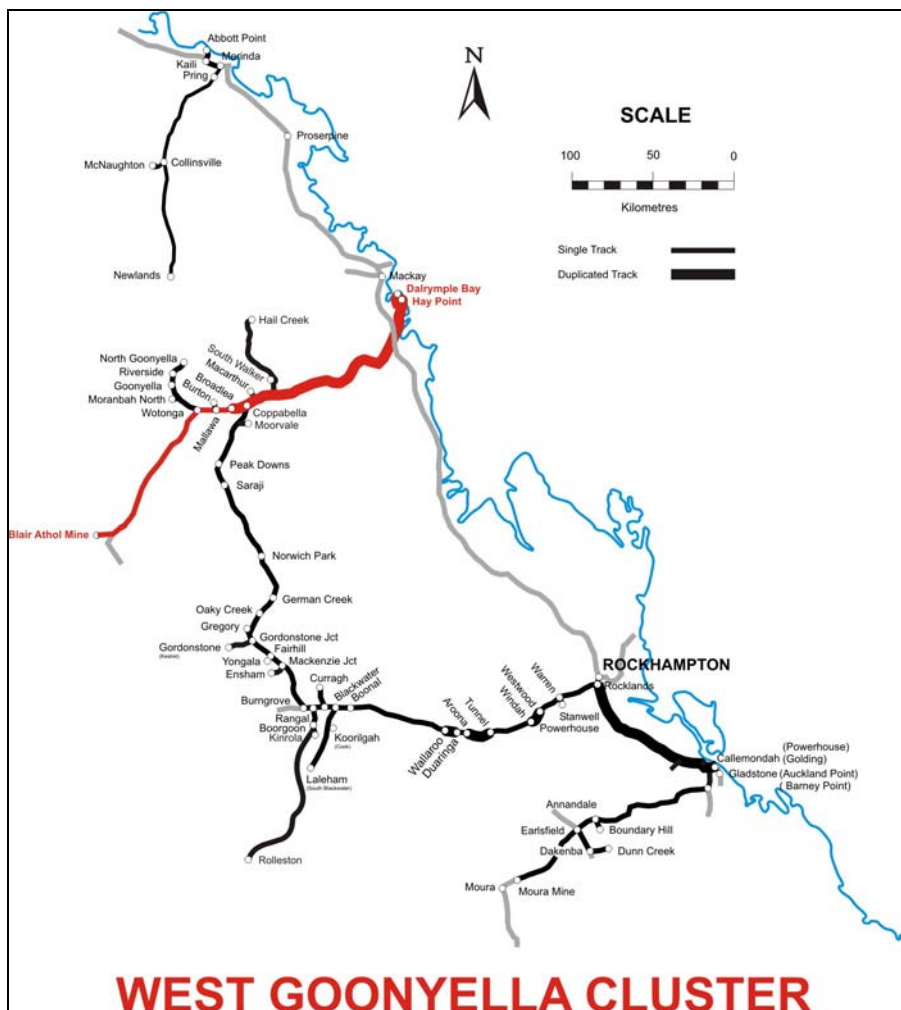 Abbott Point
Kaili
Morinda
Pring
N
SCALE
100 50 0
Kilometres
Single Track
Duplicated Track
Proserpine
McNaughton
Collinsville
Newlands
Mackay
Dalrymple Bay
Hay Point
Hail Creek
North Goonyella
Riverside
Goonyella
Moranbah North
Wotonga
South Walker
Macarthur
Broadlea
Burton
Mallawa
Coppabella
Moorvale
Peak Downs
Saraji
Blair Athol Mine
Norwich Park
German Creek
Oaky Creek
Gregory
Gordonstone Jct
Gordonstone
(Kestrel)
Fairhill
Yongala
Mackenzie Jct
Ensham
Curragh
Blackwater
Boonal
Burngrove
Rangal
Boorgoon
Kinrola
Koorilgah
(Cook)
Laleham
(South Blackwater)
Rolleston
Wallaroo
Duaringa
Aroona
Tunnel
Windah
Westwood
Warren
Stanwell
Powerhouse
ROCKHAMPTON
Rocklands
Callemondah
(Powerhouse)
(Golding)
Gladstone (Auckland Point)
( Barney Point)
Annandale
Earlsfield
Boundary Hill
Dakenba
Dunn Creek
Moura
Moura Mine
WEST GOONYELLA CLUSTER